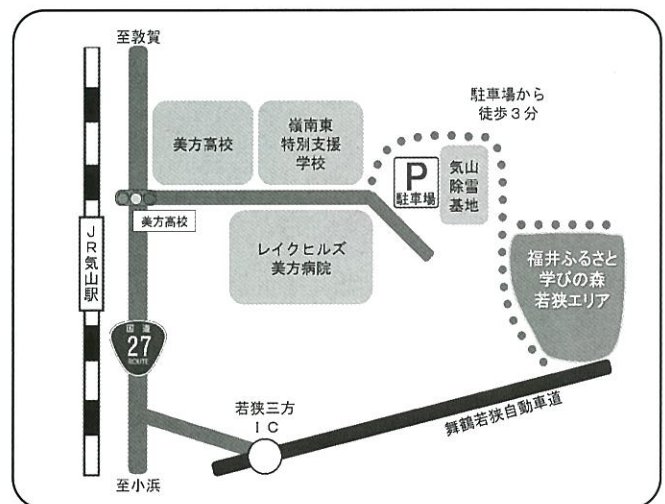 至敦賀
美方高校
嶺南東
特別支援
学校
駐車場から
徒歩3分
P
駐車場
気山
除雪
基地
美方高校
JR気山駅
レイクヒルズ
美方病院
福井ふるさと
学びの森
若狭エリア
国道
27
ROUTE
若狭三方
IC
舞鶴若狭自動車道
至小浜